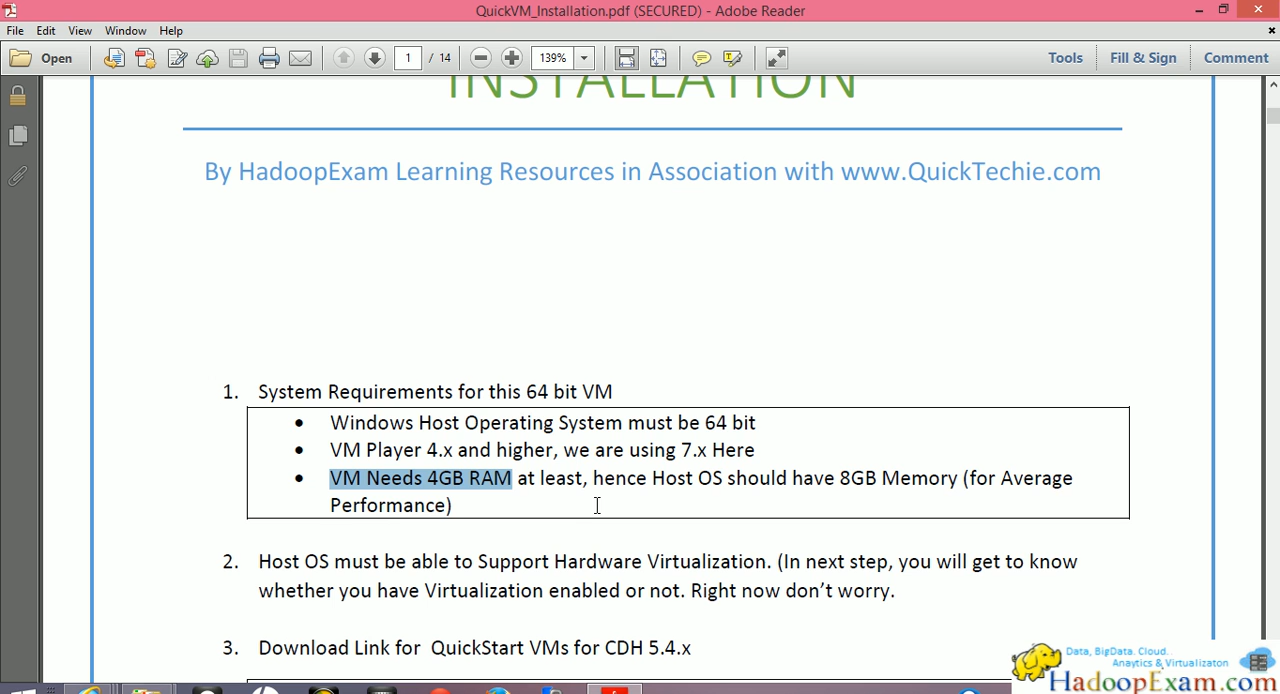 QuickVM_Installation.pdf (SECURED) - Adobe Reader
File Edit View Window Help
Open 1 / 14 139% Tools Fill & Sign Comment
INSTALLATION
By HadoopExam Learning Resources in Association with www.QuickTechie.com
1. System Requirements for this 64 bit VM
• Windows Host Operating System must be 64 bit
• VM Player 4.x and higher, we are using 7.x Here
• VM Needs 4GB RAM at least, hence Host OS should have 8GB Memory (for Average
Performance)
2. Host OS must be able to Support Hardware Virtualization. (In next step, you will get to know
whether you have Virtualization enabled or not. Right now don’t worry.
3. Download Link for QuickStart VMs for CDH 5.4.x
Data, BigData. Cloud..
Anaytics & Virtualizaton
HadoopExam.com